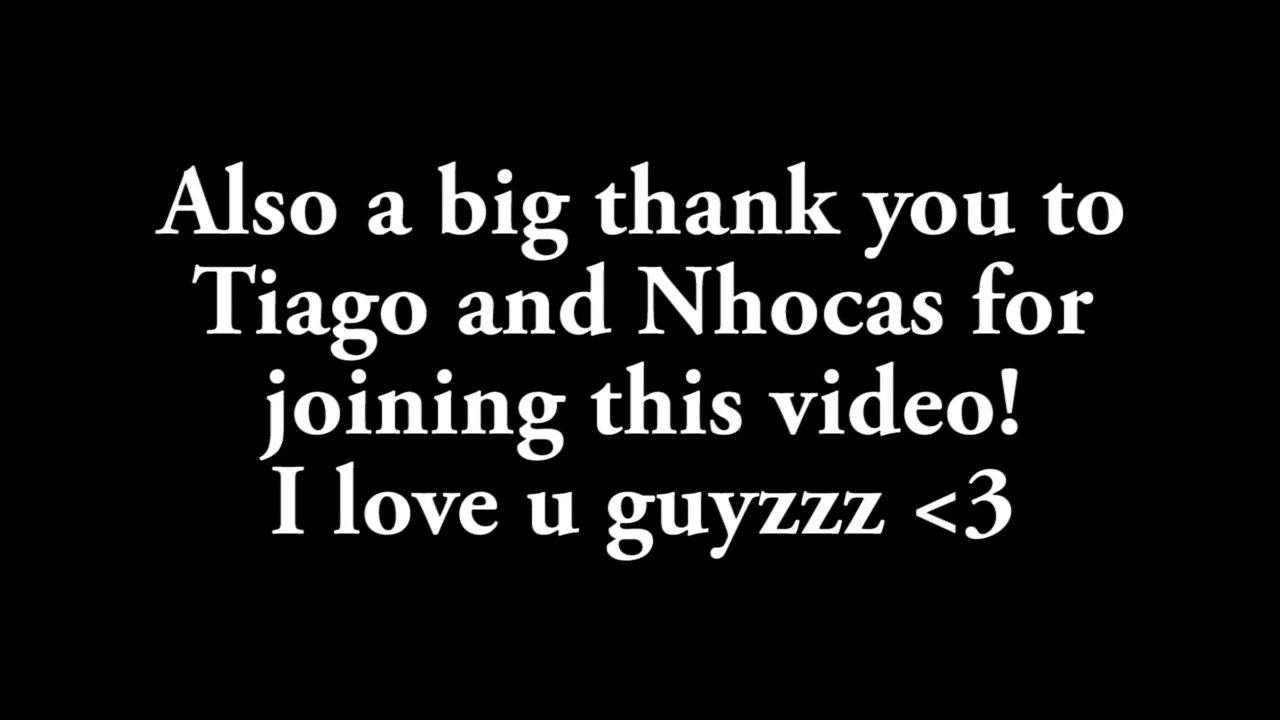 Also a big thank you to
Tiago and Nhocas for
joining this video!
I love u guyzzz <3